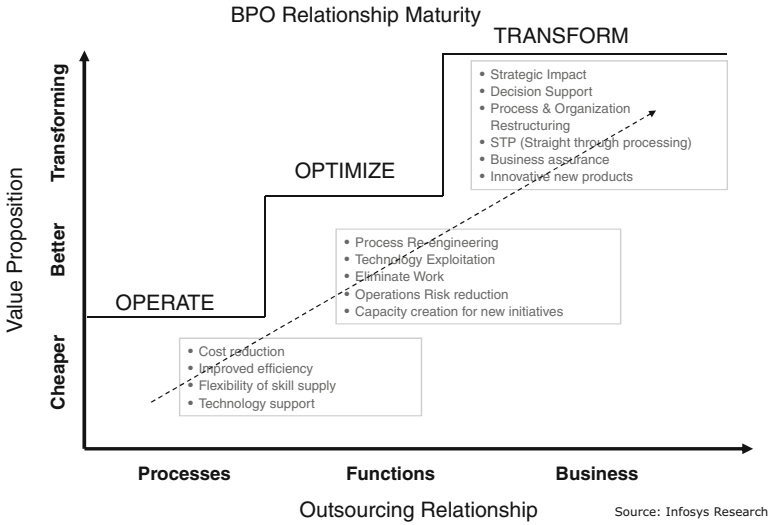 BPO Relationship Maturity
TRANSFORM
• Strategic Impact
• Decision Support
• Process & Organization
Restructuring
• STP (Straight through processing)
• Business assurance
• Innovative new products
OPTIMIZE
• Process Re-engineering
• Technology Exploitation
• Eliminate Work
• Operations Risk reduction
• Capacity creation for new initiatives
OPERATE
• Cost reduction
• Improved efficiency
• Flexibility of skill supply
• Technology support
Value Proposition
Transforming
Better
Cheaper
Processes
Functions
Business
Outsourcing Relationship
Source: Infosys Research